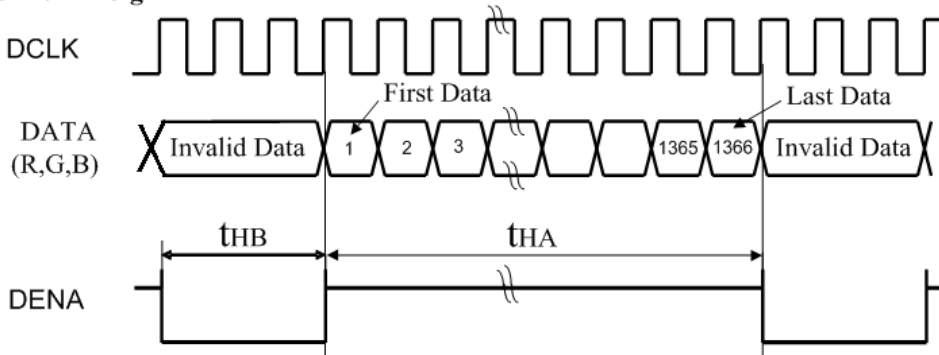 DCLK
First Data
Last Data
DATA
(R,G,B)
Invalid Data
1
2
3
1365
1366
Invalid Data
tHB
tHA
DENA